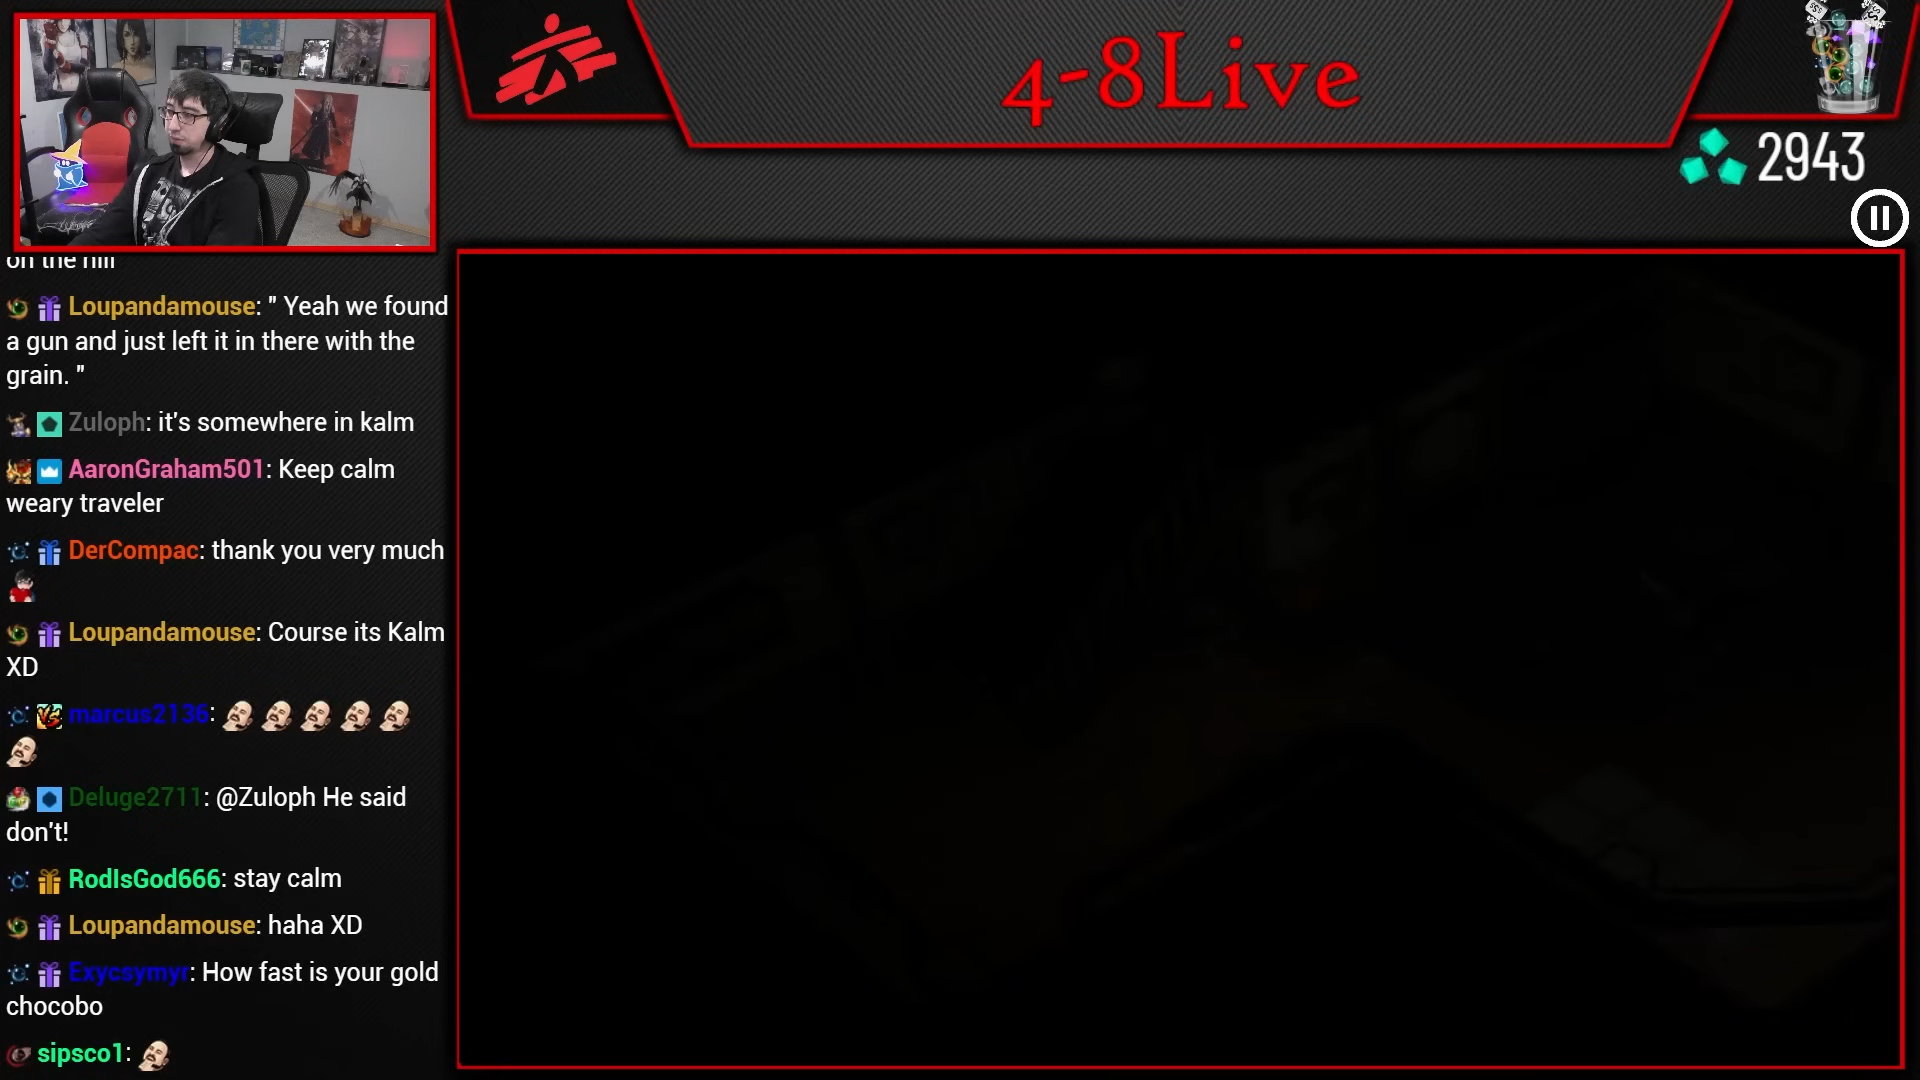 4-8Live
2943
on the hill
Loupandamouse: " Yeah we found
a gun and just left it in there with the
grain. "
Zuloph: it's somewhere in kalm
AaronGraham501: Keep calm
weary traveler
DerCompac: thank you very much
Loupandamouse: Course its Kalm
XD
marcus2136:
Deluge2711: @Zuloph He said
don't!
RodIsGod666: stay calm
Loupandamouse: haha XD
Exycsymyr: How fast is your gold
chocobo
sipsco1: